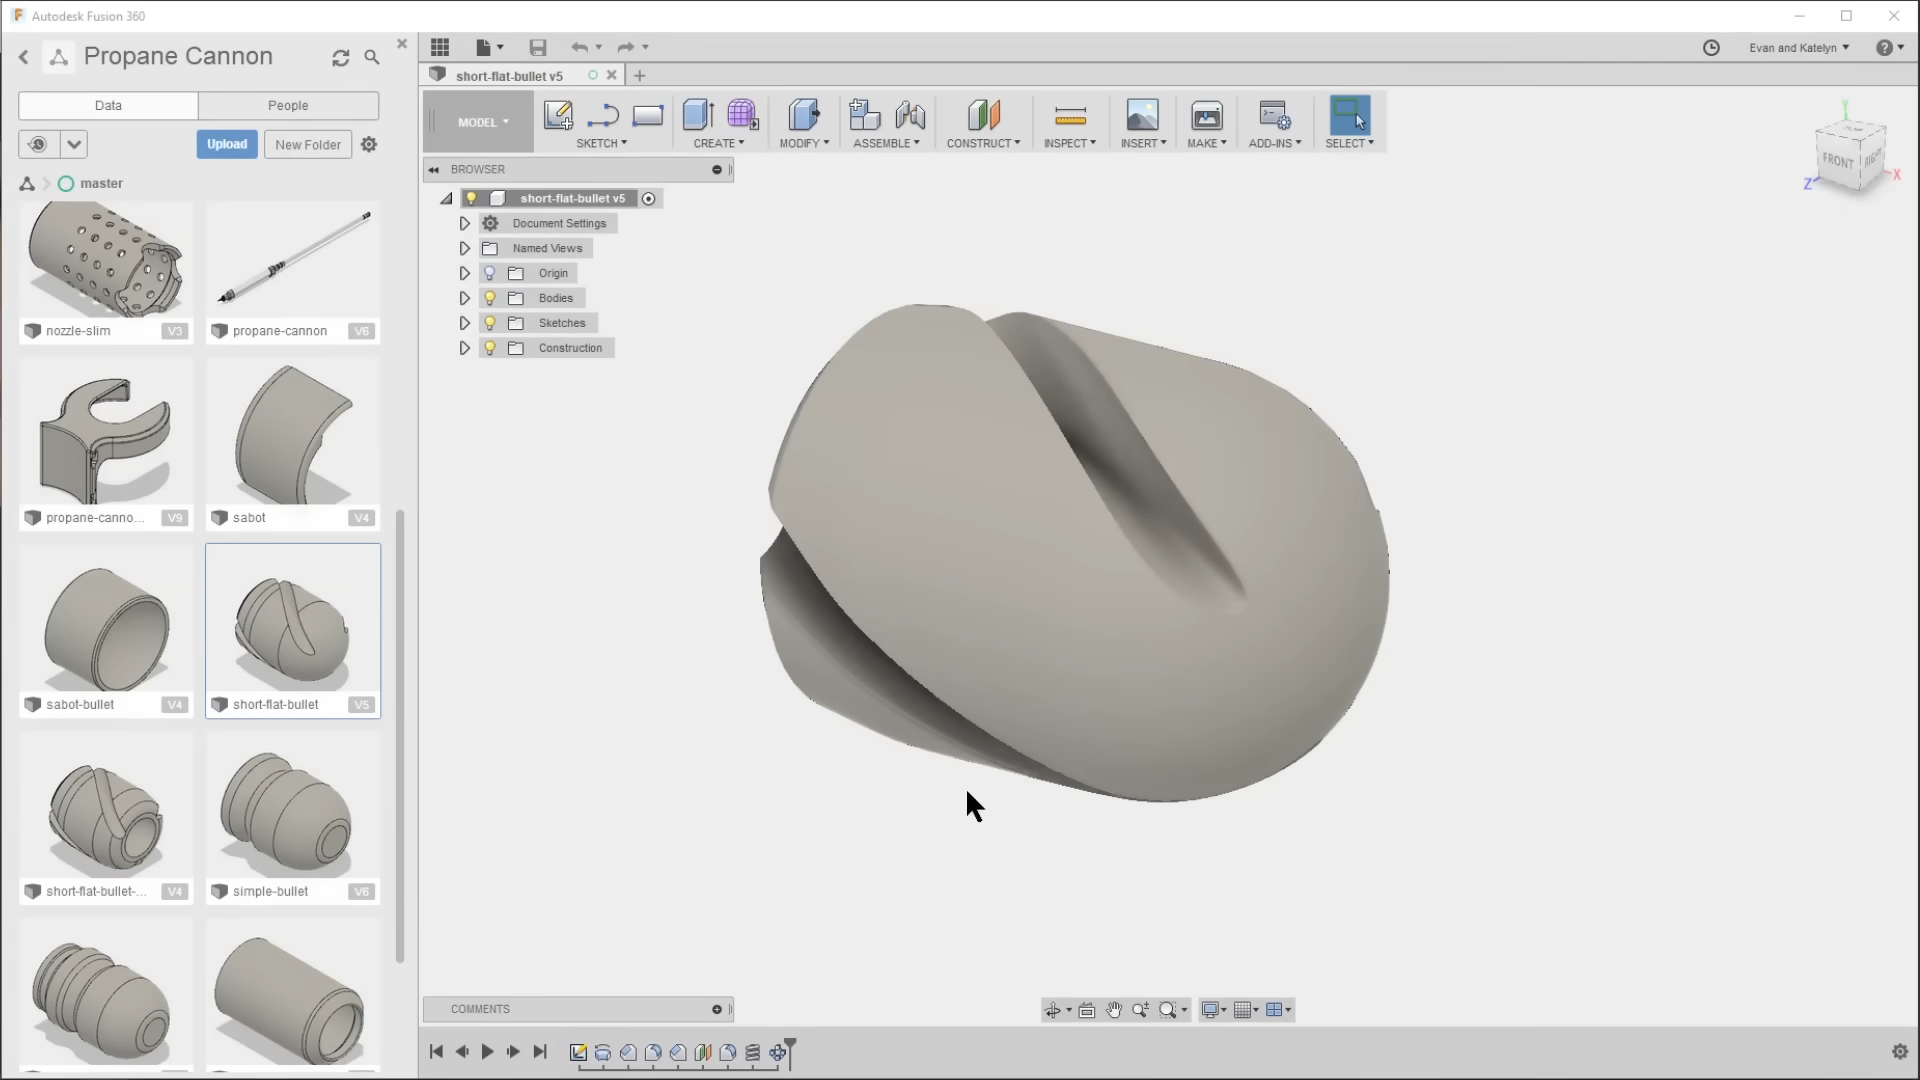 Autodesk Fusion 360
Propane Cannon
Data
People
Upload
New Folder
master
nozzle-slim
V3
propane-cannon
V6
propane-canno...
V9
sabot
V4
sabot-bullet
V4
short-flat-bullet
V5
short-flat-bullet-...
V4
simple-bullet
V6
Evan and Katelyn
short-flat-bullet v5
MODEL
SKETCH
CREATE
MODIFY
ASSEMBLE
CONSTRUCT
INSPECT
INSERT
MAKE
ADD-INS
SELECT
BROWSER
short-flat-bullet v5
Document Settings
Named Views
Origin
Bodies
Sketches
Construction
Y
FRONT
RIGHT
Z
X
COMMENTS